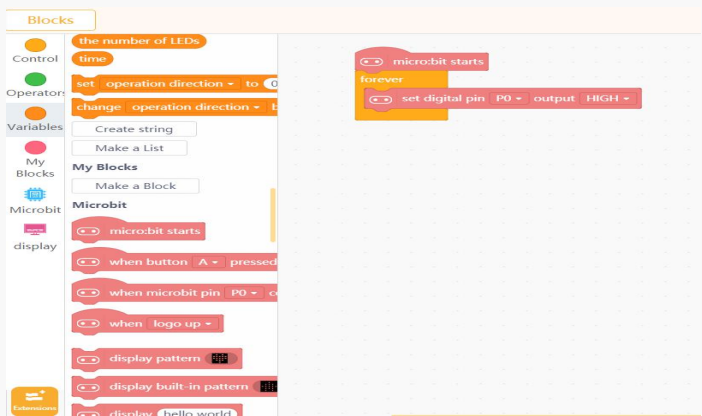 Blocks
Control
Operators
Variables
My
Blocks
Microbit
display
Extensions
the number of LEDs
time
set operation direction to 0
change operation direction b
Create string
Make a List
My Blocks
Make a Block
Microbit
micro:bit starts
when button A pressed
when microbit pin P0 co
when logo up
display pattern
display built-in pattern
display hello world
micro:bit starts
forever
set digital pin P0 output HIGH